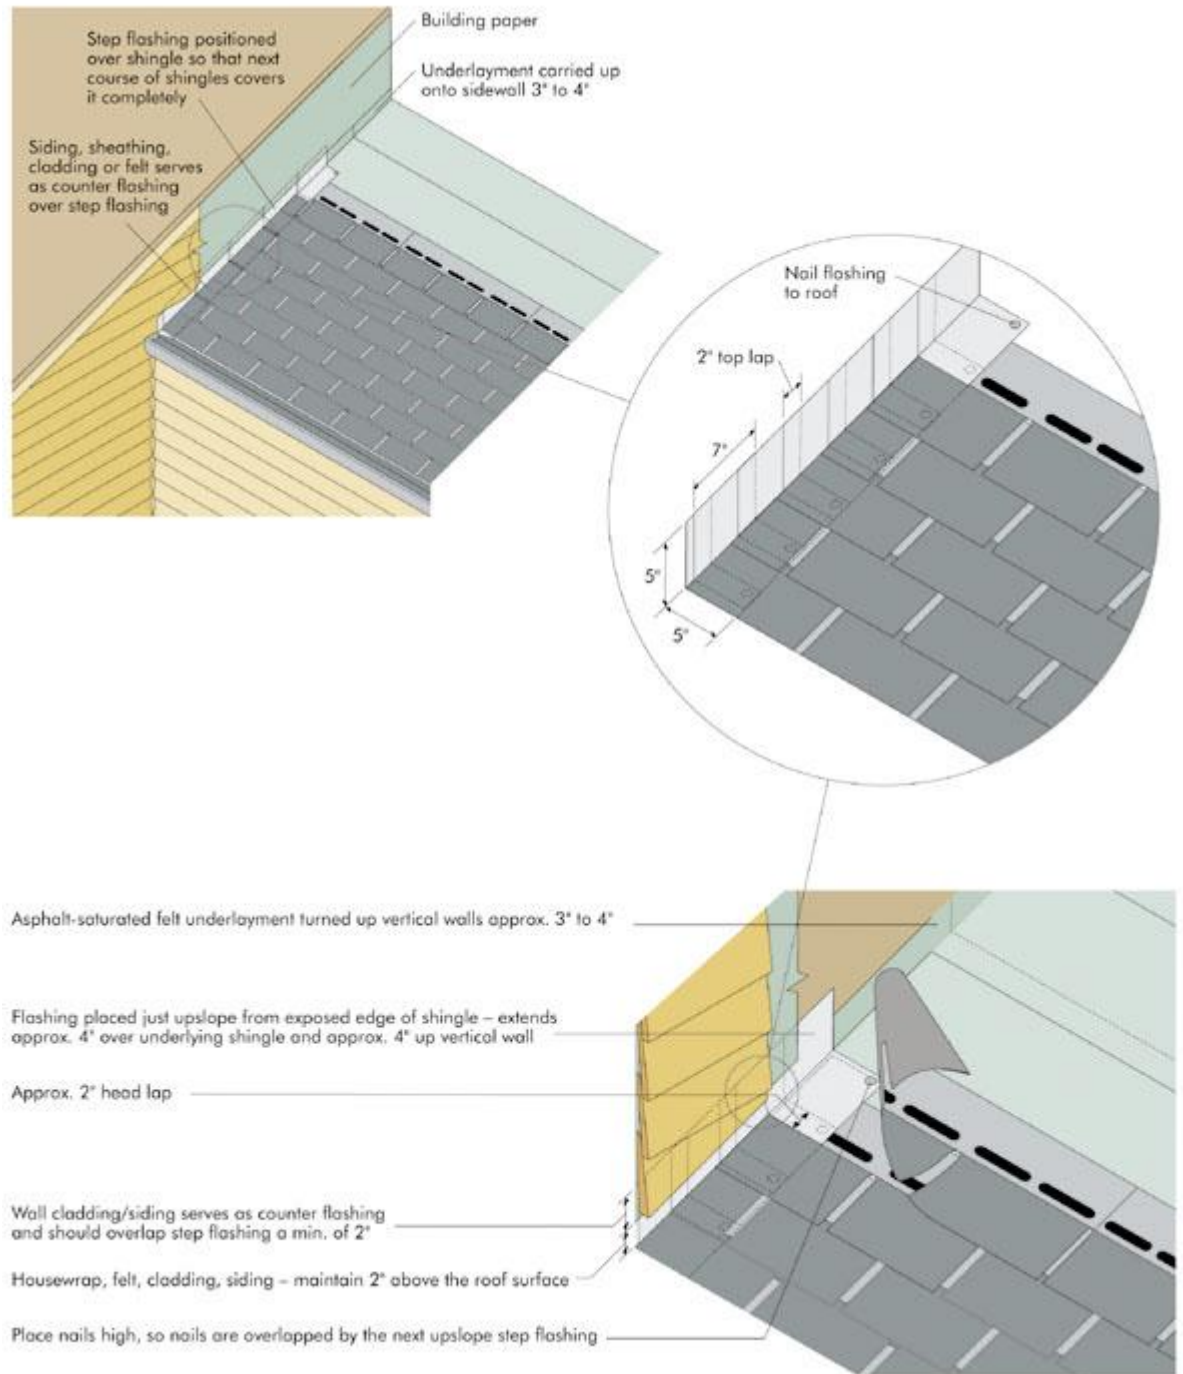 Building paper
Step flashing positioned
over shingle so that next
course of shingles covers
it completely
Underlayment carried up
onto sidewall 3" to 4"
Siding, sheathing,
cladding or felt serves
as counter flashing
over step flashing
Nail flashing
to roof
2" top lap
7"
5"
5"
Asphalt-saturated felt underlayment turned up vertical walls approx. 3" to 4"
Flashing placed just upslope from exposed edge of shingle – extends
approx. 4" over underlying shingle and approx. 4" up vertical wall
Approx. 2" head lap
Wall cladding/siding serves as counter flashing
and should overlap step flashing a min. of 2"
Housewrap, felt, cladding, siding – maintain 2" above the roof surface
Place nails high, so nails are overlapped by the next upslope step flashing